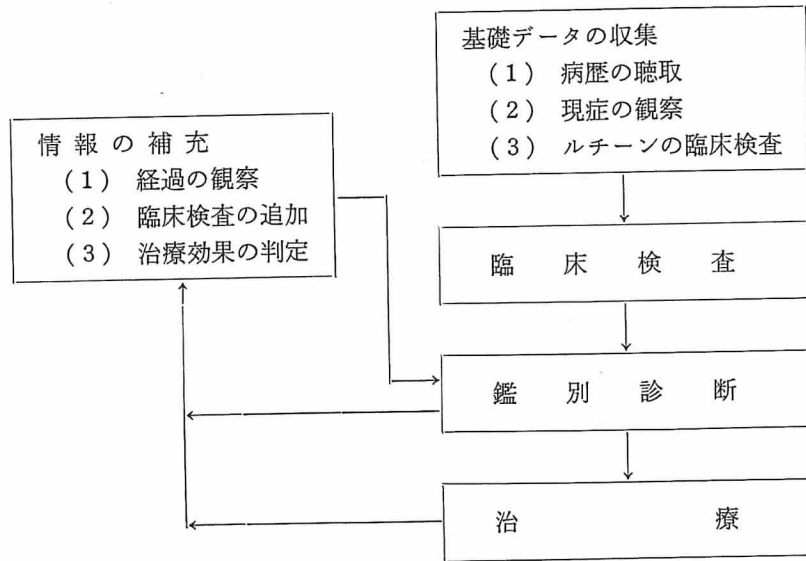 基礎データの収集
(1) 病歴の聴取
(2) 現症の観察
(3) ルチーンの臨床検査
情報の補充
(1) 経過の観察
(2) 臨床検査の追加
(3) 治療効果の判定
臨床検査
鑑別診断
治療